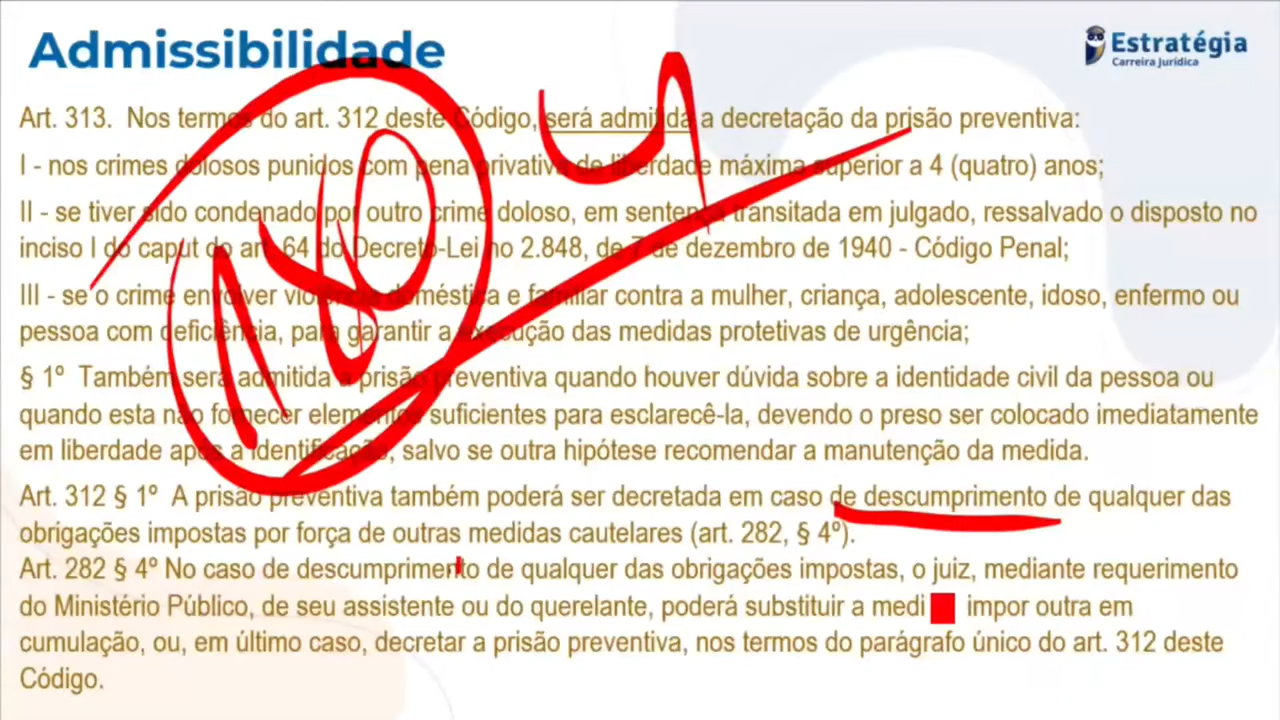 Admissibilidade
Estratégia
Carreira Jurídica
Art. 313. Nos termos do art. 312 deste Código, será admitida a decretação da prisão preventiva:
I - nos crimes dolosos punidos com pena privativa de liberdade máxima superior a 4 (quatro) anos;
II - se tiver sido condenado por outro crime doloso, em sentença transitada em julgado, ressalvado o disposto no
inciso I do caput do art. 64 do Decreto-Lei no 2.848, de 7 de dezembro de 1940 - Código Penal;
III - se o crime envolver violência doméstica e familiar contra a mulher, criança, adolescente, idoso, enfermo ou
pessoa com deficiência, para garantir a execução das medidas protetivas de urgência;
§ 1º Também será admitida a prisão preventiva quando houver dúvida sobre a identidade civil da pessoa ou
quando esta não fornecer elementos suficientes para esclarecê-la, devendo o preso ser colocado imediatamente
em liberdade após a identificação, salvo se outra hipótese recomendar a manutenção da medida.
Art. 312 § 1º A prisão preventiva também poderá ser decretada em caso de descumprimento de qualquer das
obrigações impostas por força de outras medidas cautelares (art. 282, § 4º).
Art. 282 § 4º No caso de descumprimento de qualquer das obrigações impostas, o juiz, mediante requerimento
do Ministério Público, de seu assistente ou do querelante, poderá substituir a medi impor outra em
cumulação, ou, em último caso, decretar a prisão preventiva, nos termos do parágrafo único do art. 312 deste
Código.